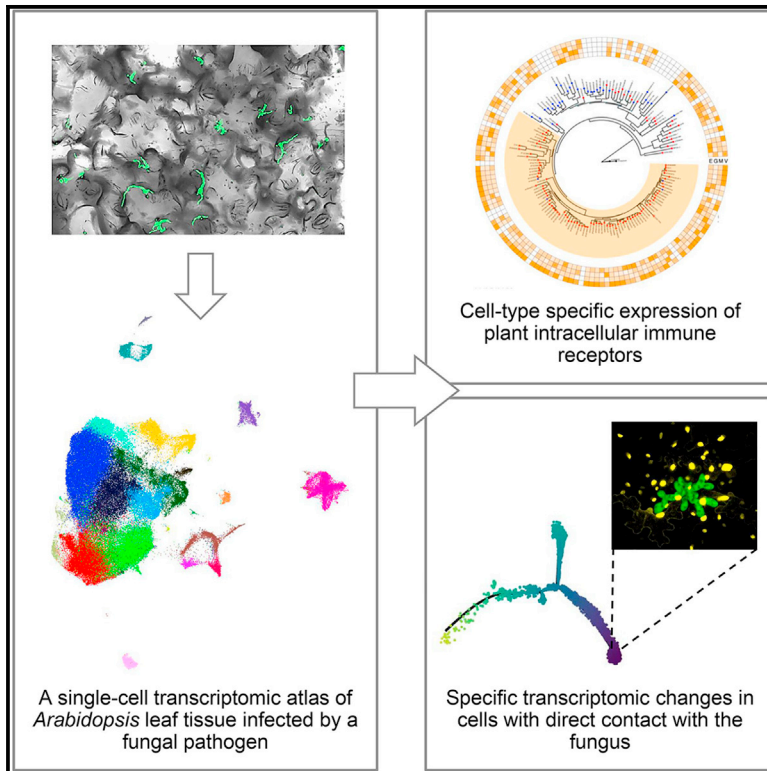 EGMV
Cell-type specific expression of
plant intracellular immune
receptors
A single-cell transcriptomic atlas of
Arabidopsis leaf tissue infected by a
fungal pathogen
Specific transcriptomic changes in
cells with direct contact with the
fungus